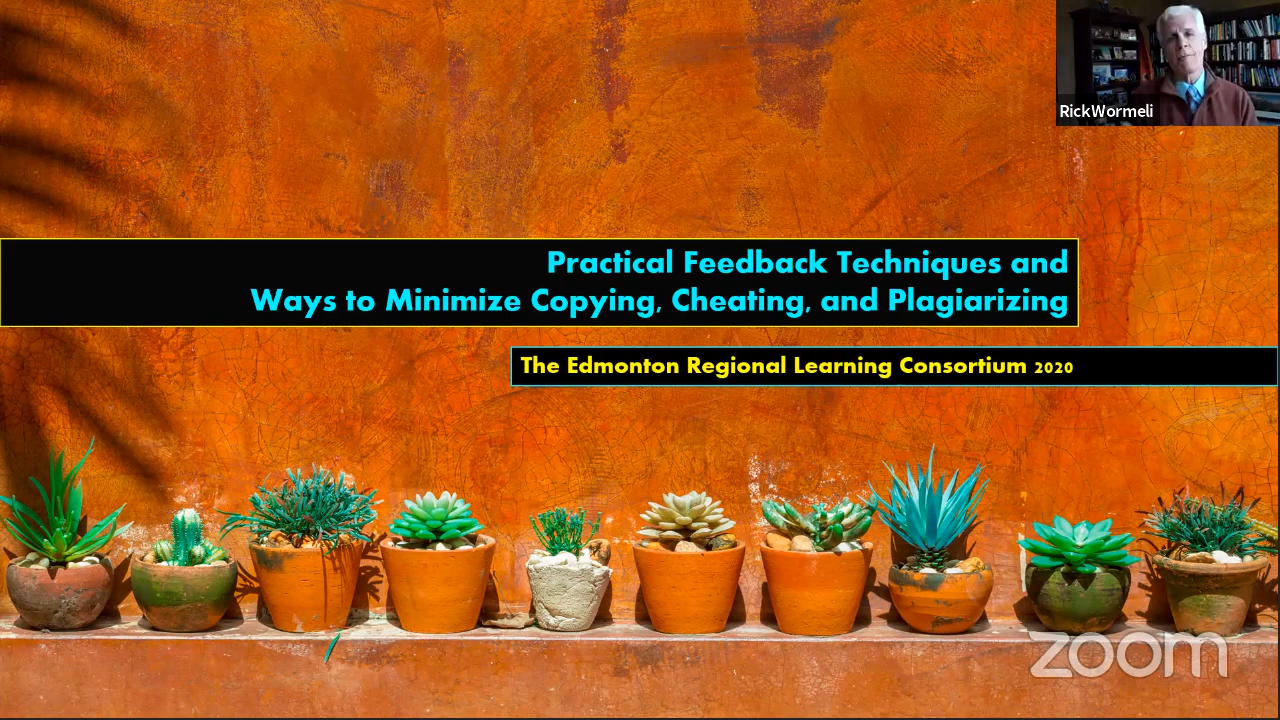 RickWormeli
Practical Feedback Techniques and
Ways to Minimize Copying, Cheating, and Plagiarizing
The Edmonton Regional Learning Consortium 2020
zoom